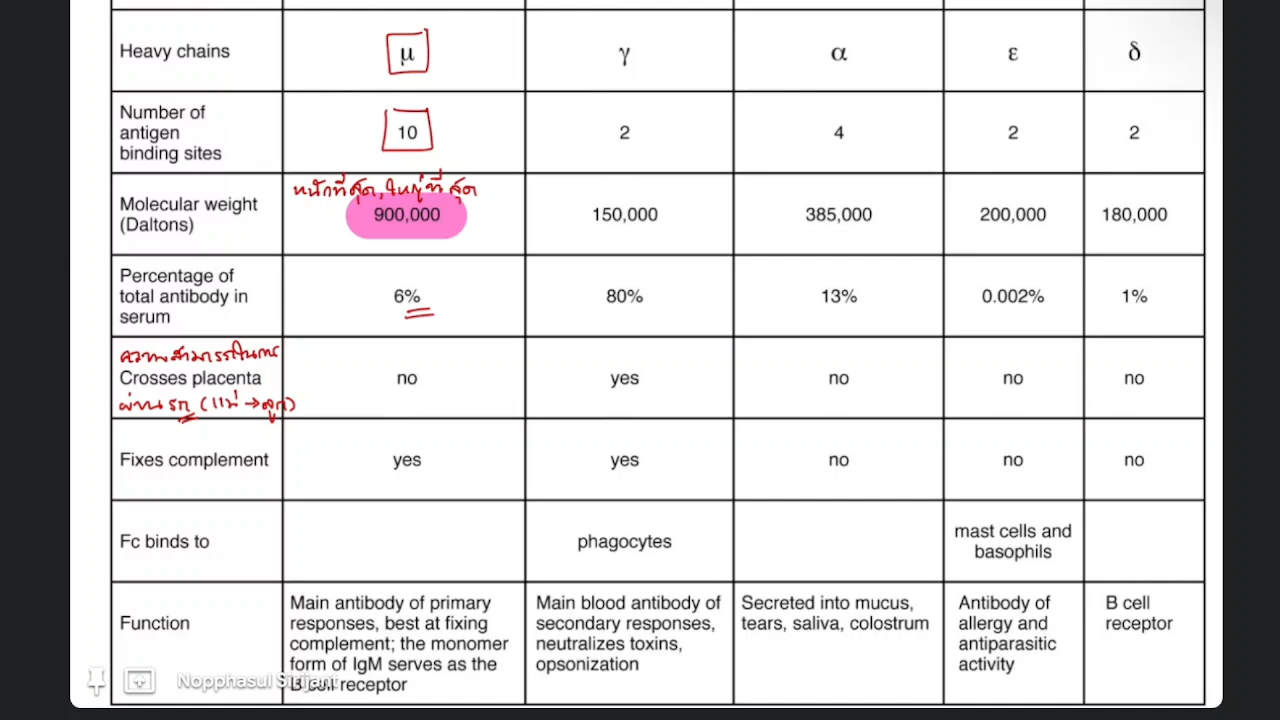 Heavy chains μ γ α ε δ
Number of
antigen
binding sites
10 2 4 2 2
หนักที่สุด, ใหญ่ที่สุด
Molecular weight
(Daltons)
900,000 150,000 385,000 200,000 180,000
Percentage of
total antibody in
serum
6% 80% 13% 0.002% 1%
ความสามารถในการ
Crosses placenta no yes no no no
ผ่านรก (แม่ → ลูก)
Fixes complement yes yes no no no
Fc binds to
phagocytes
mast cells and
basophils
Function
Main antibody of primary
responses, best at fixing
complement; the monomer
form of IgM serves as the
B cell receptor
Main blood antibody of
secondary responses,
neutralizes toxins,
opsonization
Secreted into mucus,
tears, saliva, colostrum
Antibody of
allergy and
antiparasitic
activity
B cell
receptor
Nopphasul